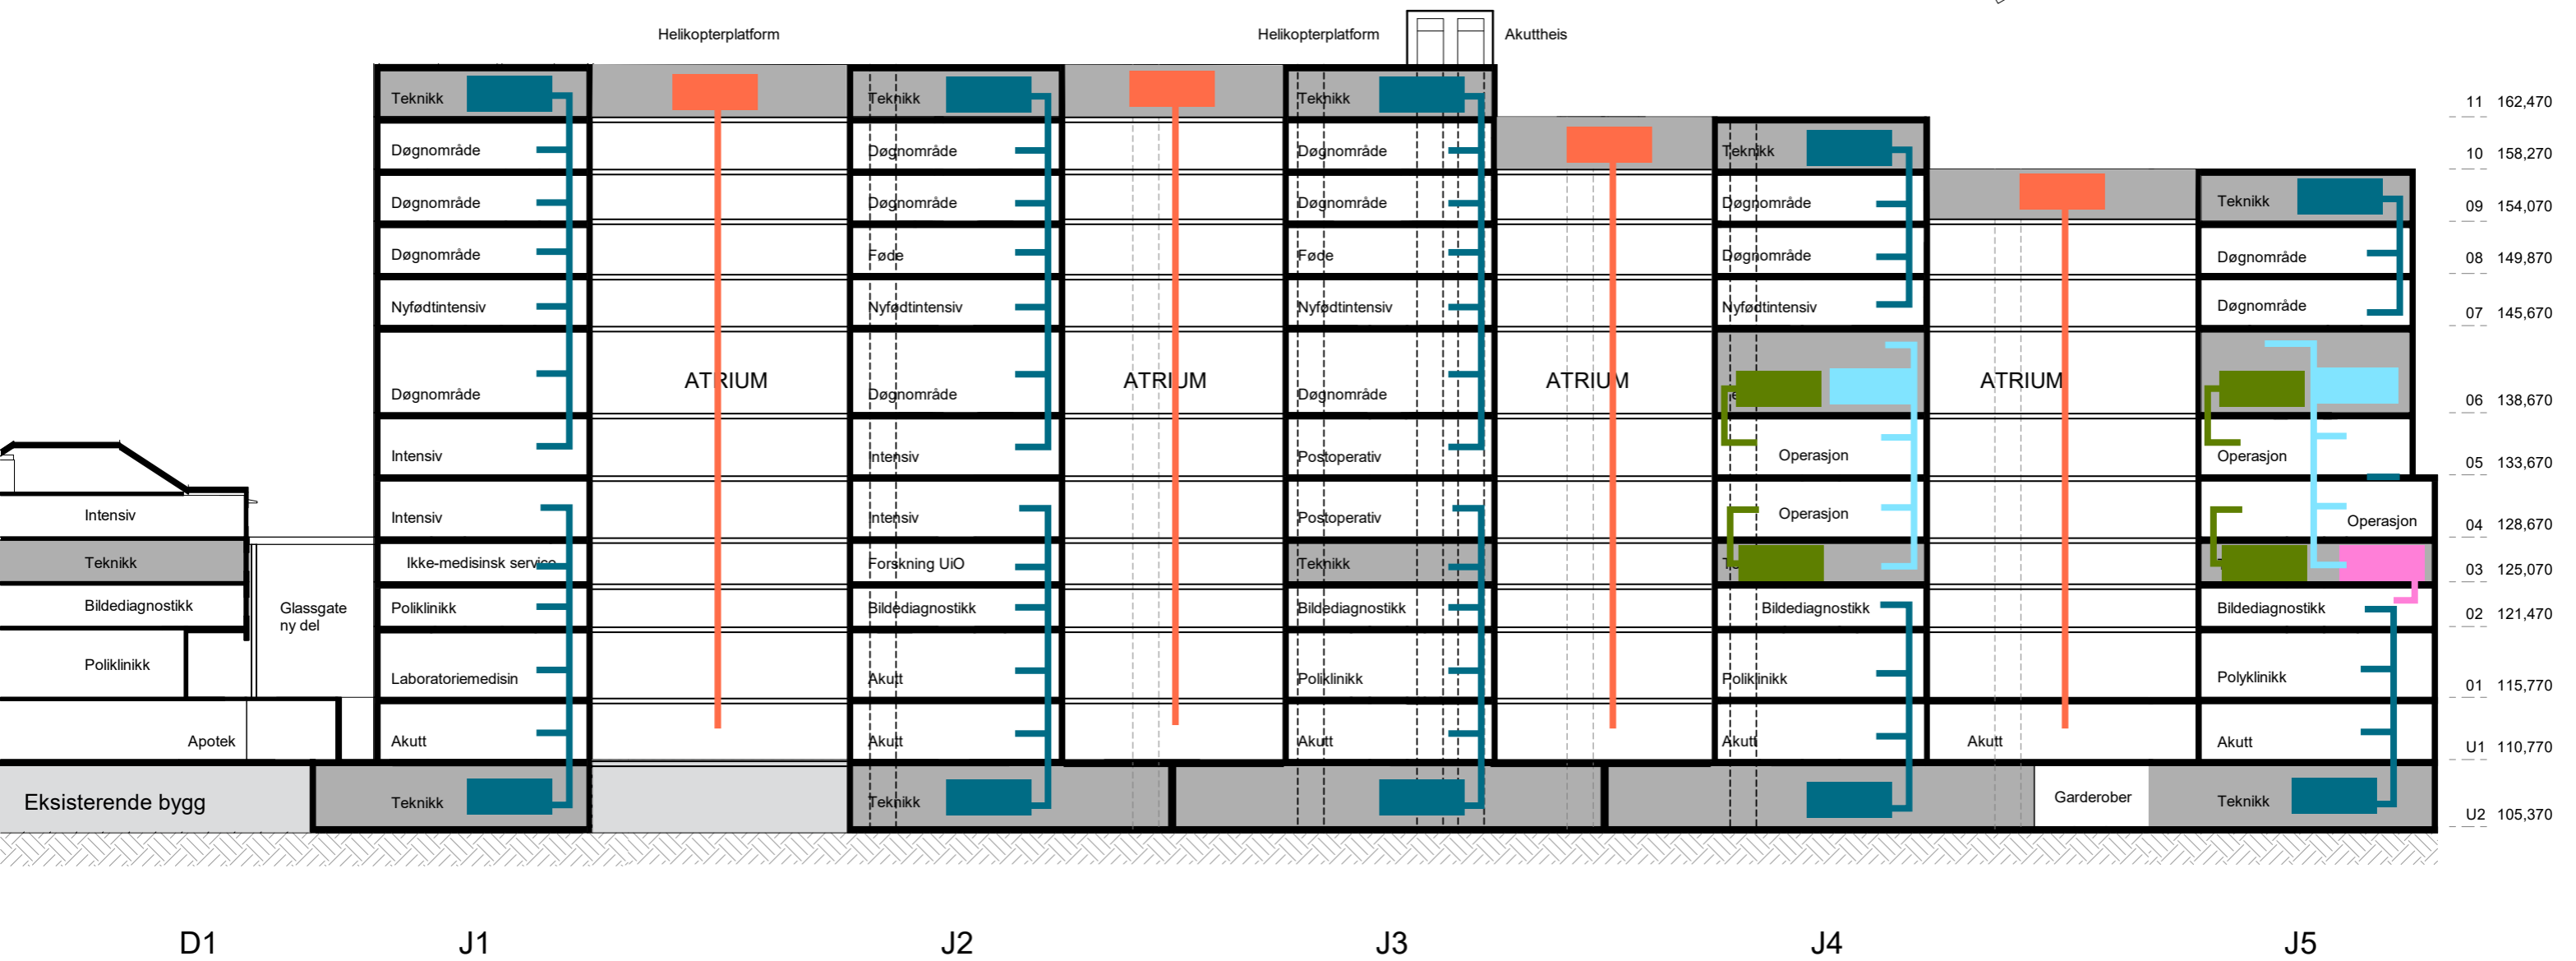 Helikopterplatform
Helikopterplatform
Akuttheis
Teknikk
Teknikk
Teknikk
11 162,470
Døgnområde
Døgnområde
Døgnområde
Teknikk
10 158,270
Døgnområde
Døgnområde
Døgnområde
Døgnområde
Teknikk
09 154,070
Døgnområde
Føde
Føde
Døgnområde
Døgnområde
08 149,870
Nyfødtintensiv
Nyfødtintensiv
Nyfødtintensiv
Nyfødtintensiv
Døgnområde
07 145,670
ATRIUM
ATRIUM
ATRIUM
ATRIUM
Døgnområde
Døgnområde
Døgnområde
06 138,670
Intensiv
Intensiv
Postoperativ
Operasjon
Operasjon
05 133,670
Intensiv
Intensiv
Intensiv
Postoperativ
Operasjon
Operasjon
04 128,670
Teknikk
Ikke-medisinsk service
Forskning UiO
Teknikk
03 125,070
Bildediagnostikk
Glassgate
ny del
Poliklinikk
Bildediagnostikk
Bildediagnostikk
Bildediagnostikk
Bildediagnostikk
02 121,470
Poliklinikk
Laboratoriemedisin
Akutt
Poliklinikk
Poliklinikk
Polyklinikk
01 115,770
Apotek
Akutt
Akutt
Akutt
Akutt
Akutt
Akutt
U1 110,770
Eksisterende bygg
Teknikk
Teknikk
Garderober
Teknikk
U2 105,370
D1
J1
J2
J3
J4
J5